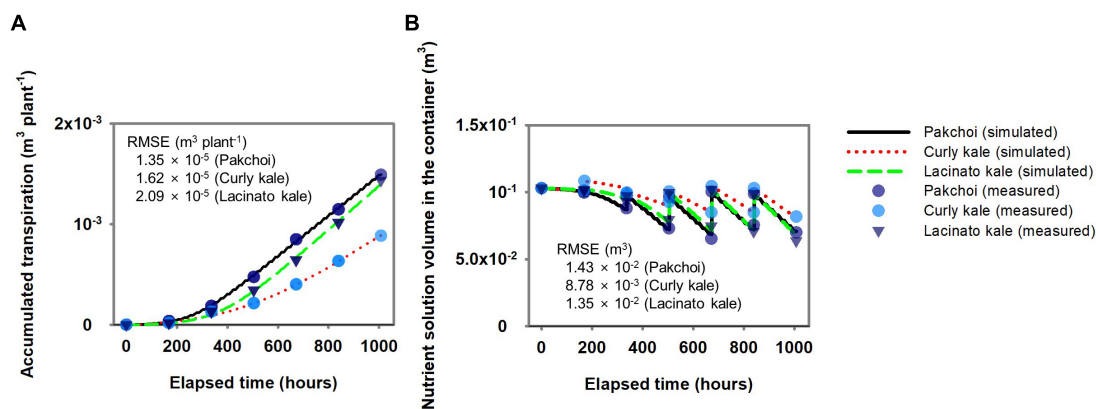 A
Accumulated transpiration (m³ plant⁻¹)
2x10⁻³
1x10⁻³
0
RMSE (m³ plant⁻¹)
1.35 × 10⁻⁵ (Pakchoi)
1.62 × 10⁻⁵ (Curly kale)
2.09 × 10⁻⁵ (Lacinato kale)
0 200 400 600 800 1000
Elapsed time (hours)
B
Nutrient solution volume in the container (m³)
1.5x10⁻¹
10⁻¹
5.0x10⁻²
0
RMSE (m³)
1.43 × 10⁻² (Pakchoi)
8.78 × 10⁻³ (Curly kale)
1.35 × 10⁻² (Lacinato kale)
0 200 400 600 800 1000
Elapsed time (hours)
Pakchoi (simulated)
Curly kale (simulated)
Lacinato kale (simulated)
Pakchoi (measured)
Curly kale (measured)
Lacinato kale (measured)